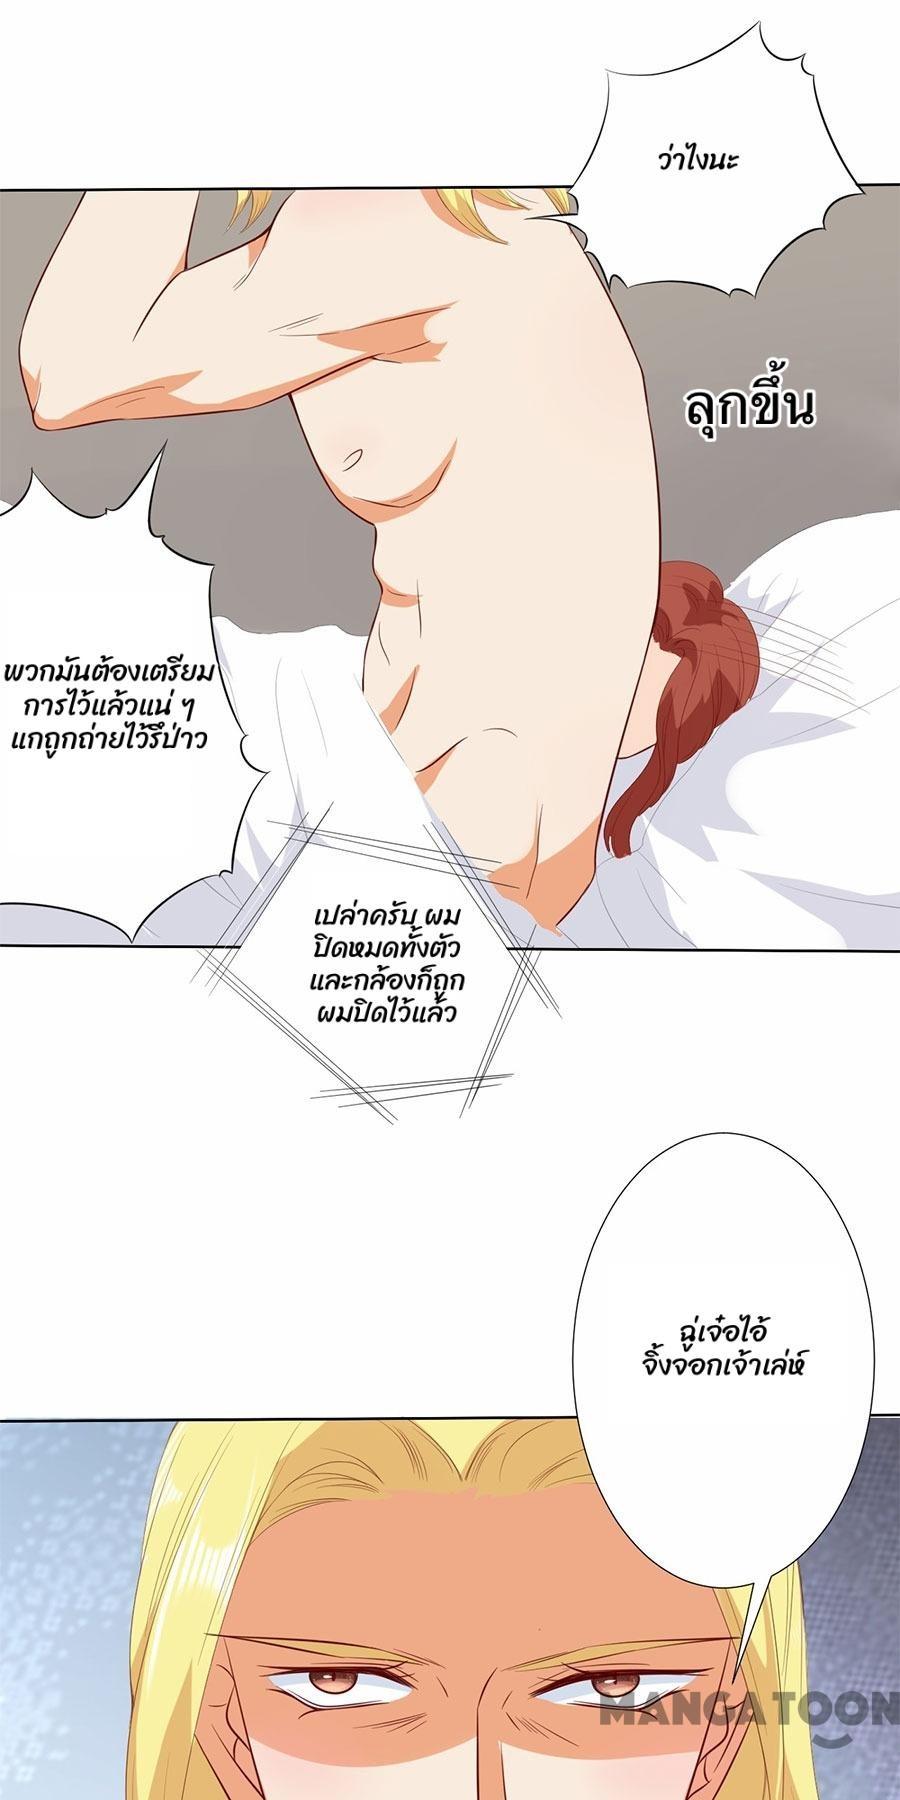 ว่าไงนะ
ลุกขึ้น
พวกมันต้องเตรียม
การไว้แล้วแน่ ๆ
แกถูกถ่ายไว้รึป่าว
เปล่าครับ ผม
ปิดหมดทั้งตัว
และกล้องก็ถูก
ผมปิดไว้แล้ว
ฉู่เจ๋อไอ้
จิ้งจอกเจ้าเล่ห์
MANGATOON